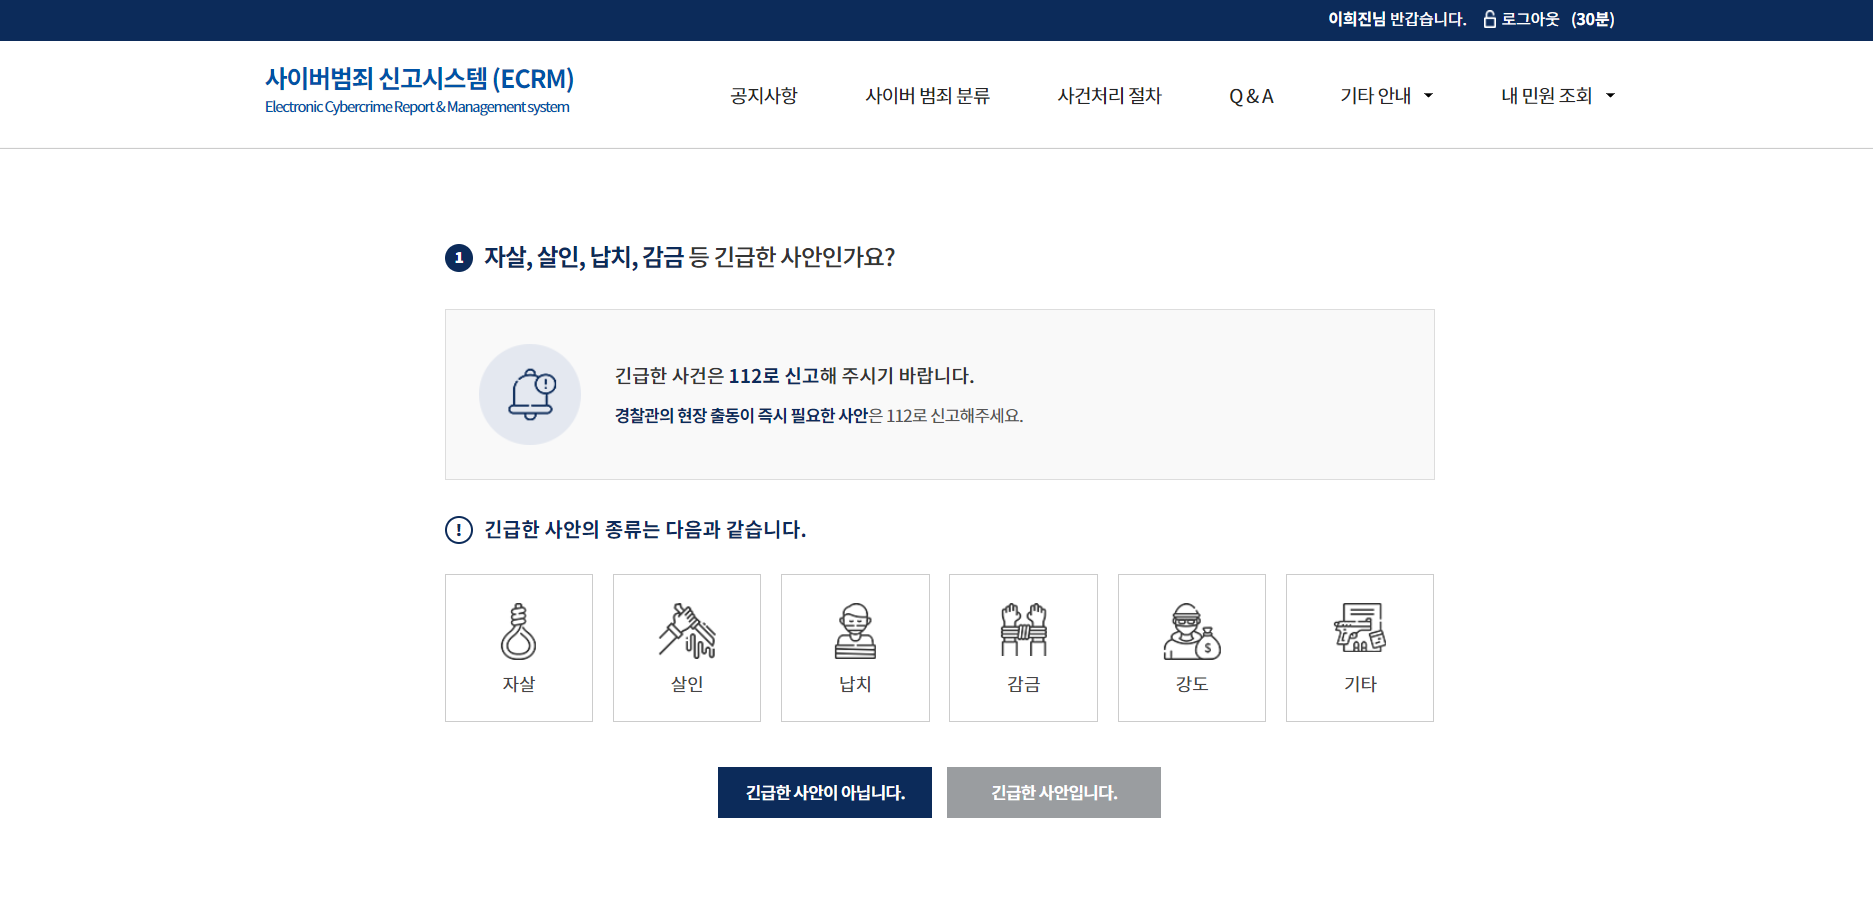 이희진님 반갑습니다. 로그아웃 (30분)
사이버범죄 신고시스템 (ECRM)
Electronic Cybercrime Report & Management system
공지사항 사이버 범죄 분류 사건처리 절차 Q & A 기타 안내 내 민원 조회
1 자살, 살인, 납치, 감금 등 긴급한 사안인가요?
긴급한 사건은 112로 신고해 주시기 바랍니다.
경찰관의 현장 출동이 즉시 필요한 사안은 112로 신고해주세요.
! 긴급한 사안의 종류는 다음과 같습니다.
자살 살인 납치 감금 강도 기타
긴급한 사안이 아닙니다. 긴급한 사안입니다.